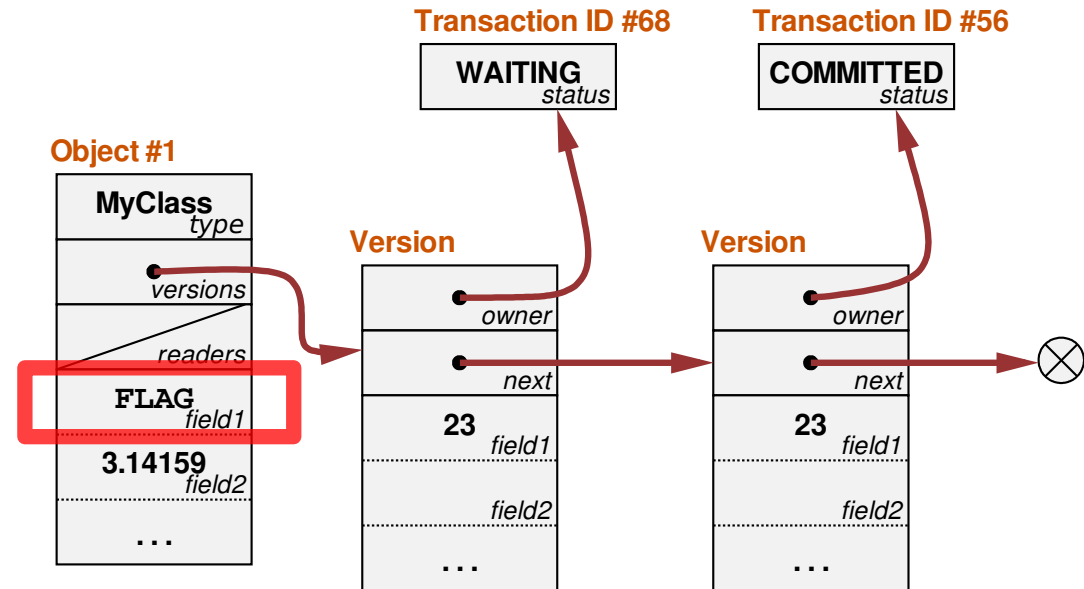 Transaction ID #68
Transaction ID #56
WAITING
status
COMMITTED
status
Object #1
MyClass
type
versions
readers
FLAG
field1
3.14159
field2
...
Version
owner
next
23
field1
field2
...
Version
owner
next
23
field1
field2
...